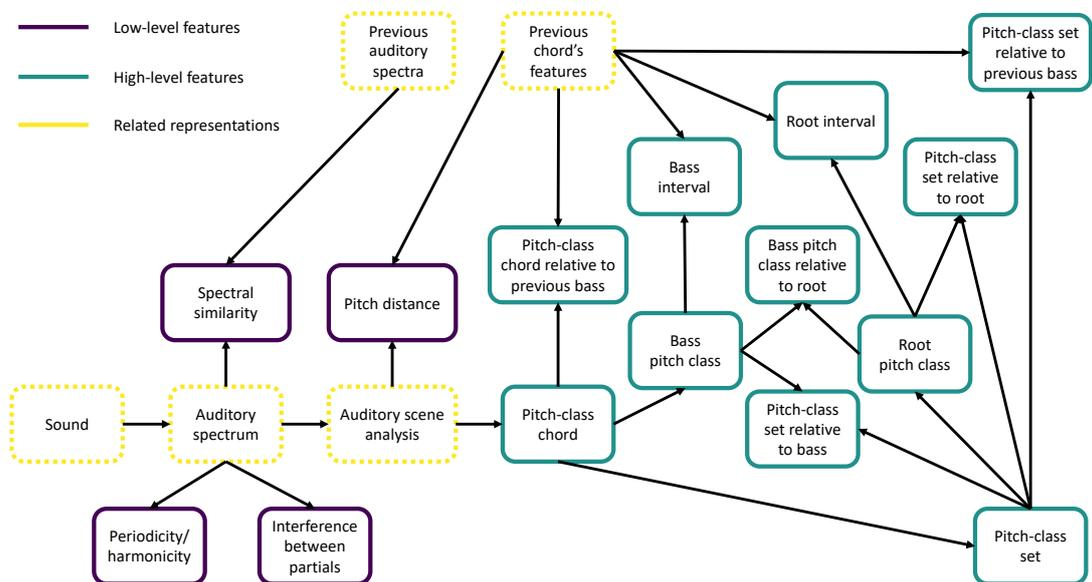 Low-level features
High-level features
Related representations
Previous
auditory
spectra
Previous
chord's
features
Pitch-class set
relative to
previous bass
Root interval
Bass
interval
Pitch-class
set relative
to root
Pitch-class
chord relative to
previous bass
Bass pitch
class relative
to root
Spectral
similarity
Pitch distance
Bass
pitch class
Root
pitch class
Sound
Auditory
spectrum
Auditory scene
analysis
Pitch-class
chord
Pitch-class
set relative
to bass
Periodicity/
harmonicity
Interference
between
partials
Pitch-class
set